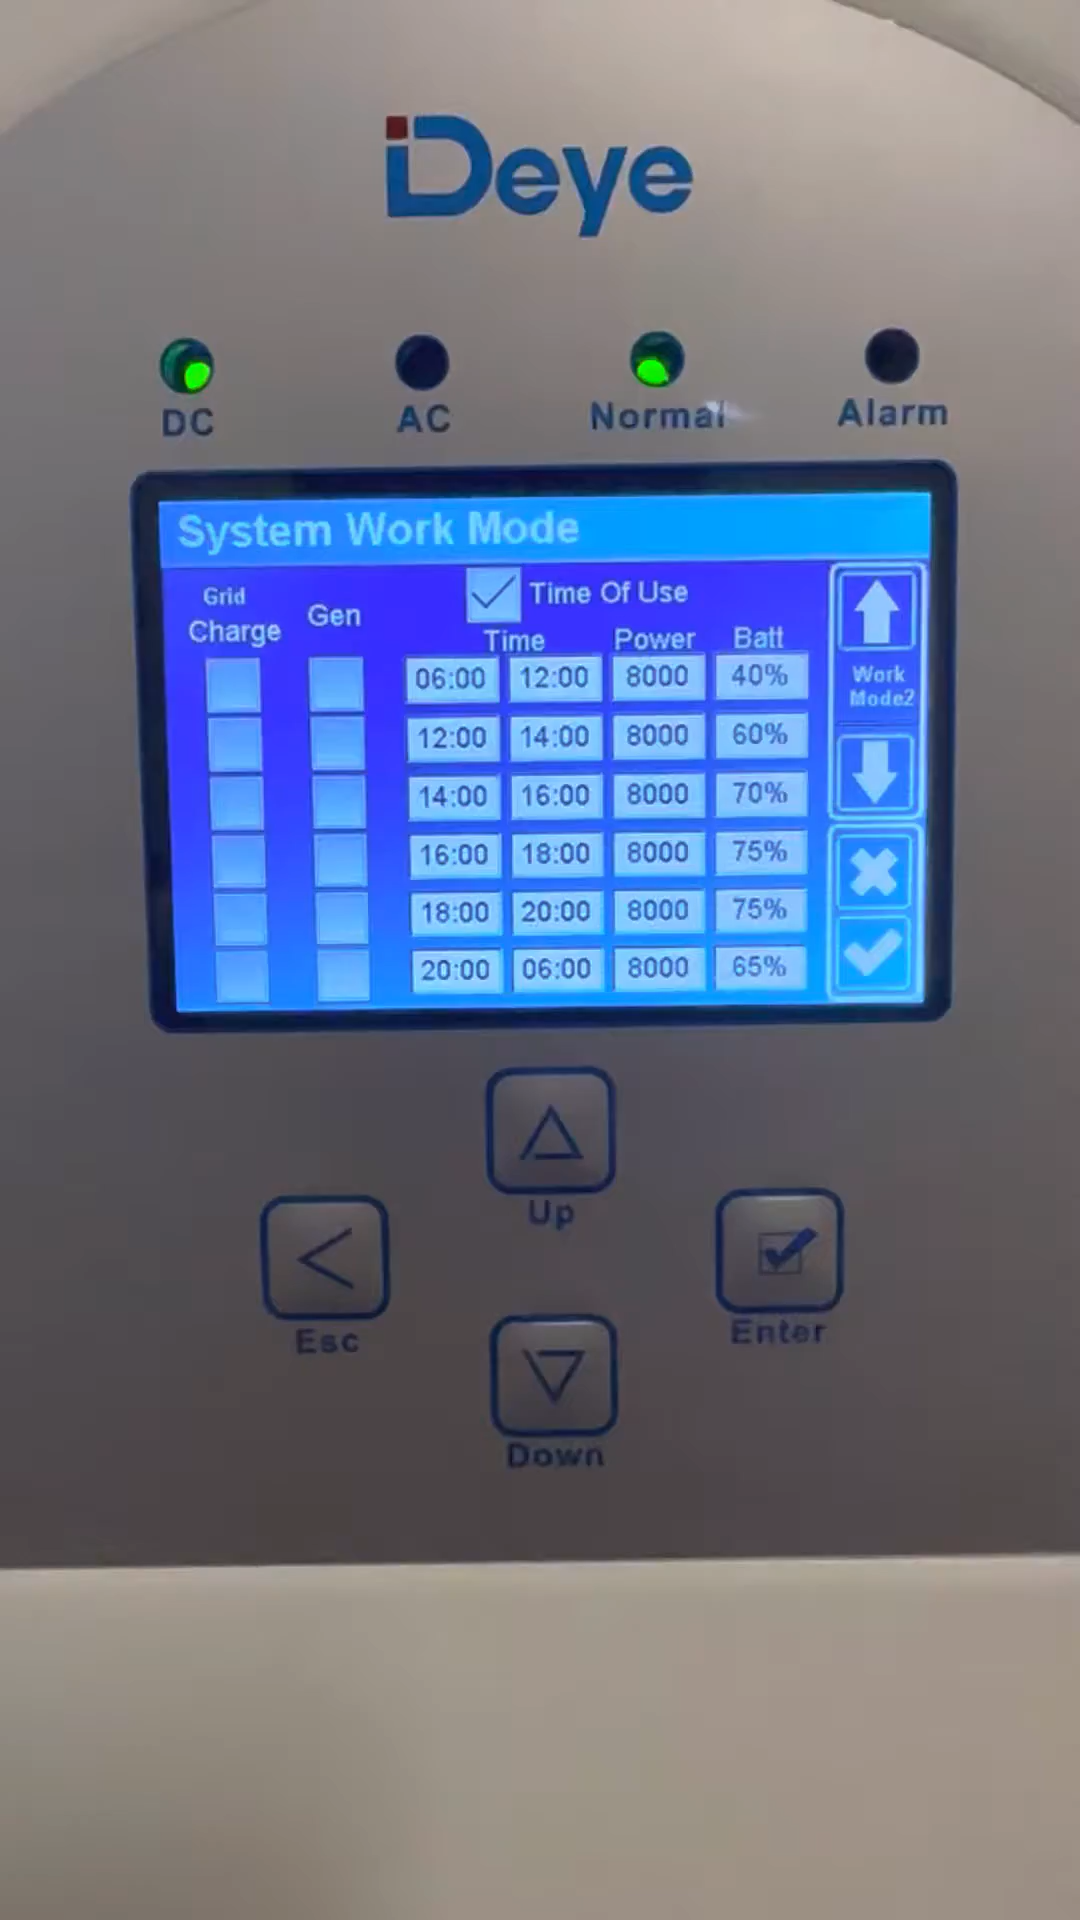 Deye
DC AC Normal Alarm
System Work Mode
Grid Charge Gen Time Of Use
Time Power Batt
06:00 12:00 8000 40%
12:00 14:00 8000 60%
14:00 16:00 8000 70%
16:00 18:00 8000 75%
18:00 20:00 8000 75%
20:00 06:00 8000 65%
Work
Mode2
Up
Esc
Enter
Down